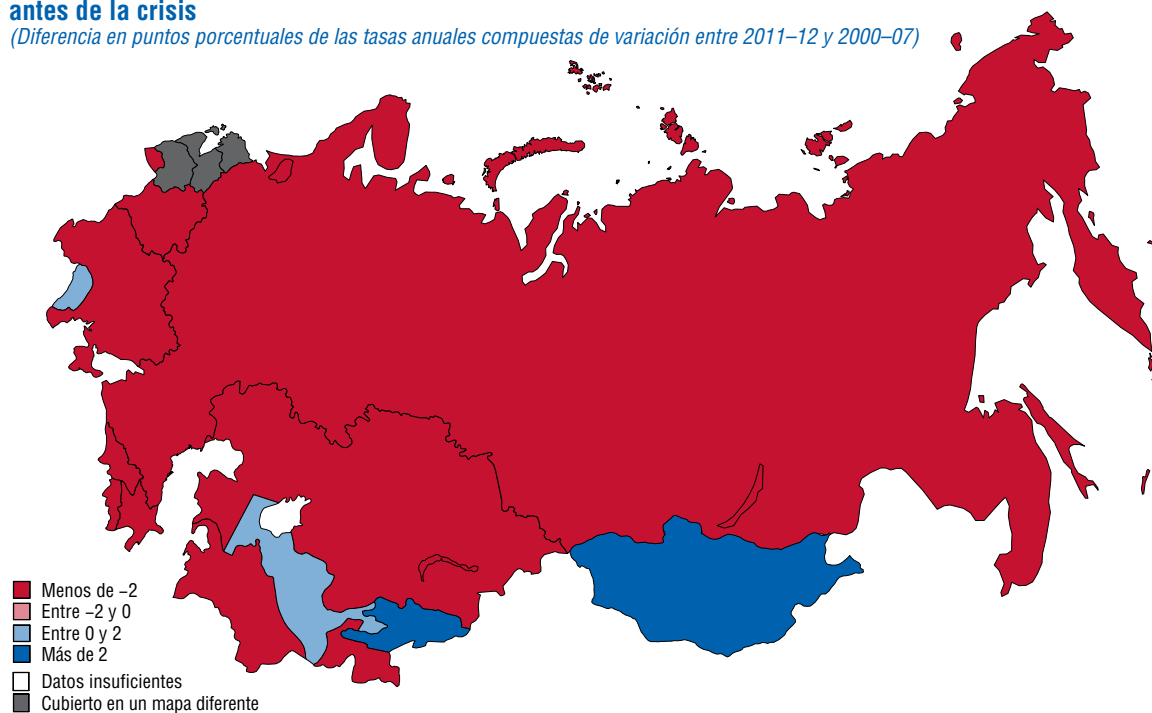 antes de la crisis
(Diferencia en puntos porcentuales de las tasas anuales compuestas de variación entre 2011–12 y 2000–07)
Menos de –2
Entre –2 y 0
Entre 0 y 2
Más de 2
Datos insuficientes
Cubierto en un mapa diferente